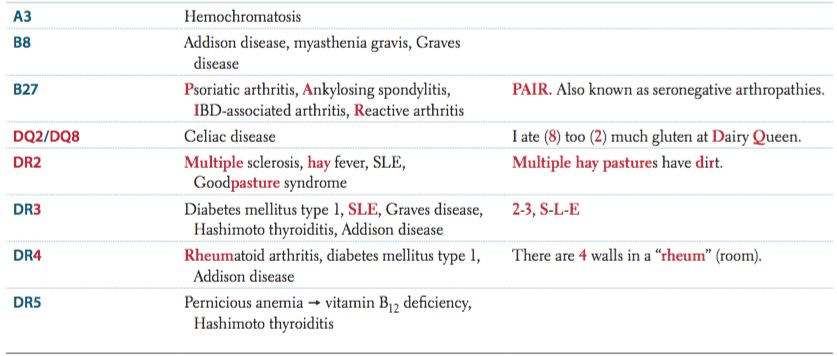 A3 Hemochromatosis
B8 Addison disease, myasthenia gravis, Graves
disease
B27 Psoriatic arthritis, Ankylosing spondylitis, PAIR. Also known as seronegative arthropathies.
IBD-associated arthritis, Reactive arthritis
DQ2/DQ8 Celiac disease I ate (8) too (2) much gluten at Dairy Queen.
DR2 Multiple sclerosis, hay fever, SLE, Multiple hay pastures have dirt.
Goodpasture syndrome
DR3 Diabetes mellitus type 1, SLE, Graves disease, 2-3, S-L-E
Hashimoto thyroiditis, Addison disease
DR4 Rheumatoid arthritis, diabetes mellitus type 1, There are 4 walls in a “rheum” (room).
Addison disease
DR5 Pernicious anemia → vitamin B12 deficiency,
Hashimoto thyroiditis